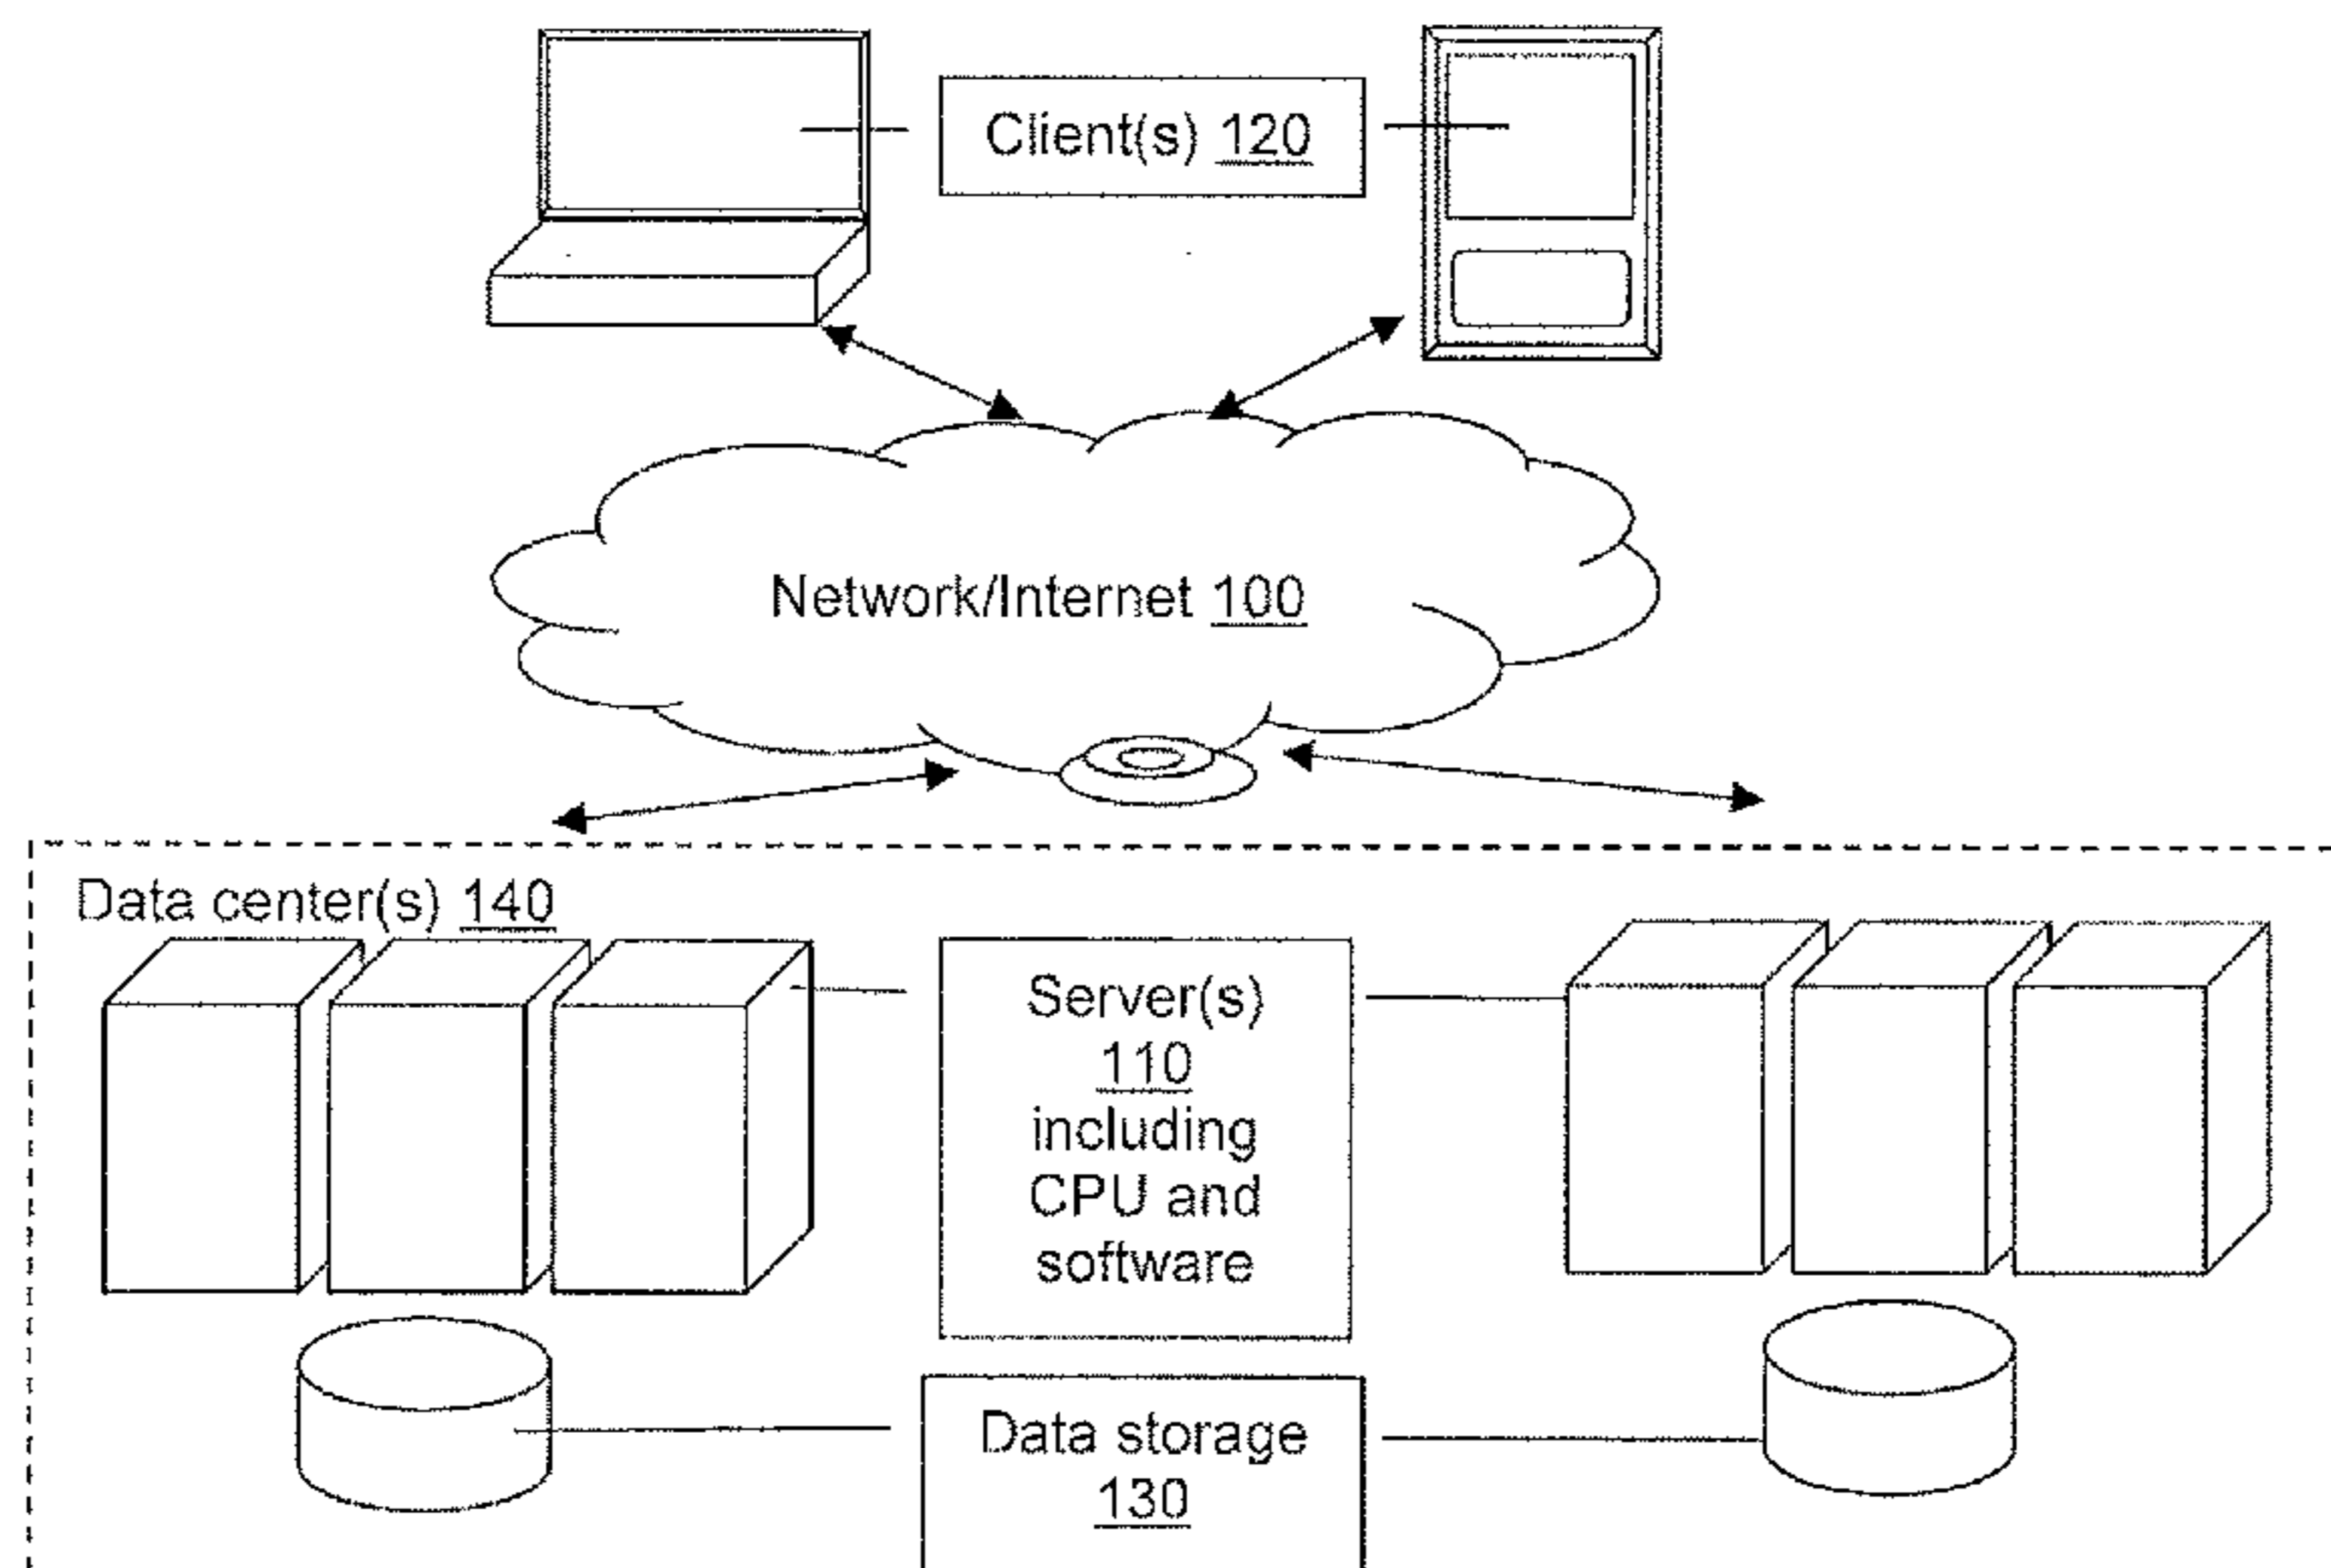 Client(s) 120
Network/Internet 100
Data center(s) 140
Server(s)
110
including
CPU and
software
Data storage
130